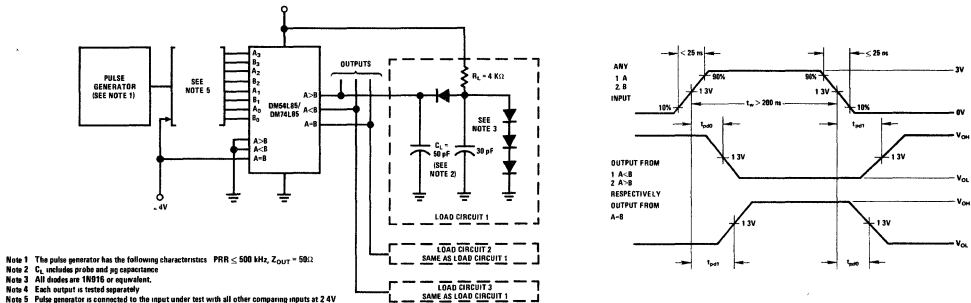 PULSE
GENERATOR
(SEE NOTE 1)
SEE
NOTE 5
A3
B3
A2
B2
A1
B1
A0
B0
A>B
A<B
A=B
DM54L85/
DM74L85
A>B
A<B
A=B
OUTPUTS
RL = 4 KΩ
CL =
50 pF
(SEE
NOTE 2)
30 pF
SEE
NOTE 3
LOAD CIRCUIT 1
LOAD CIRCUIT 2
SAME AS LOAD CIRCUIT 1
LOAD CIRCUIT 3
SAME AS LOAD CIRCUIT 1
Note 1 The pulse generator has the following characteristics PRR ≤ 500 kHz, ZOUT = 50Ω
Note 2 CL includes probe and jig capacitance
Note 3 All diodes are 1N916 or equivalent.
Note 4 Each output is tested separately
Note 5 Pulse generator is connected to the input under test with all other comparing inputs at 2 4V
ANY
1 A
2. B
INPUT
< 25 ns
≤ 25 ns
90%
90%
1 3V
1 3V
10%
10%
3V
0V
tw > 200 ns
tpd0
tpd1
1 3V
1 3V
VOH
VOL
OUTPUT FROM
1 A<B
2 A>B
RESPECTIVELY
OUTPUT FROM
A=B
1 3V
1 3V
VOH
VOL
tpd1
tpd0